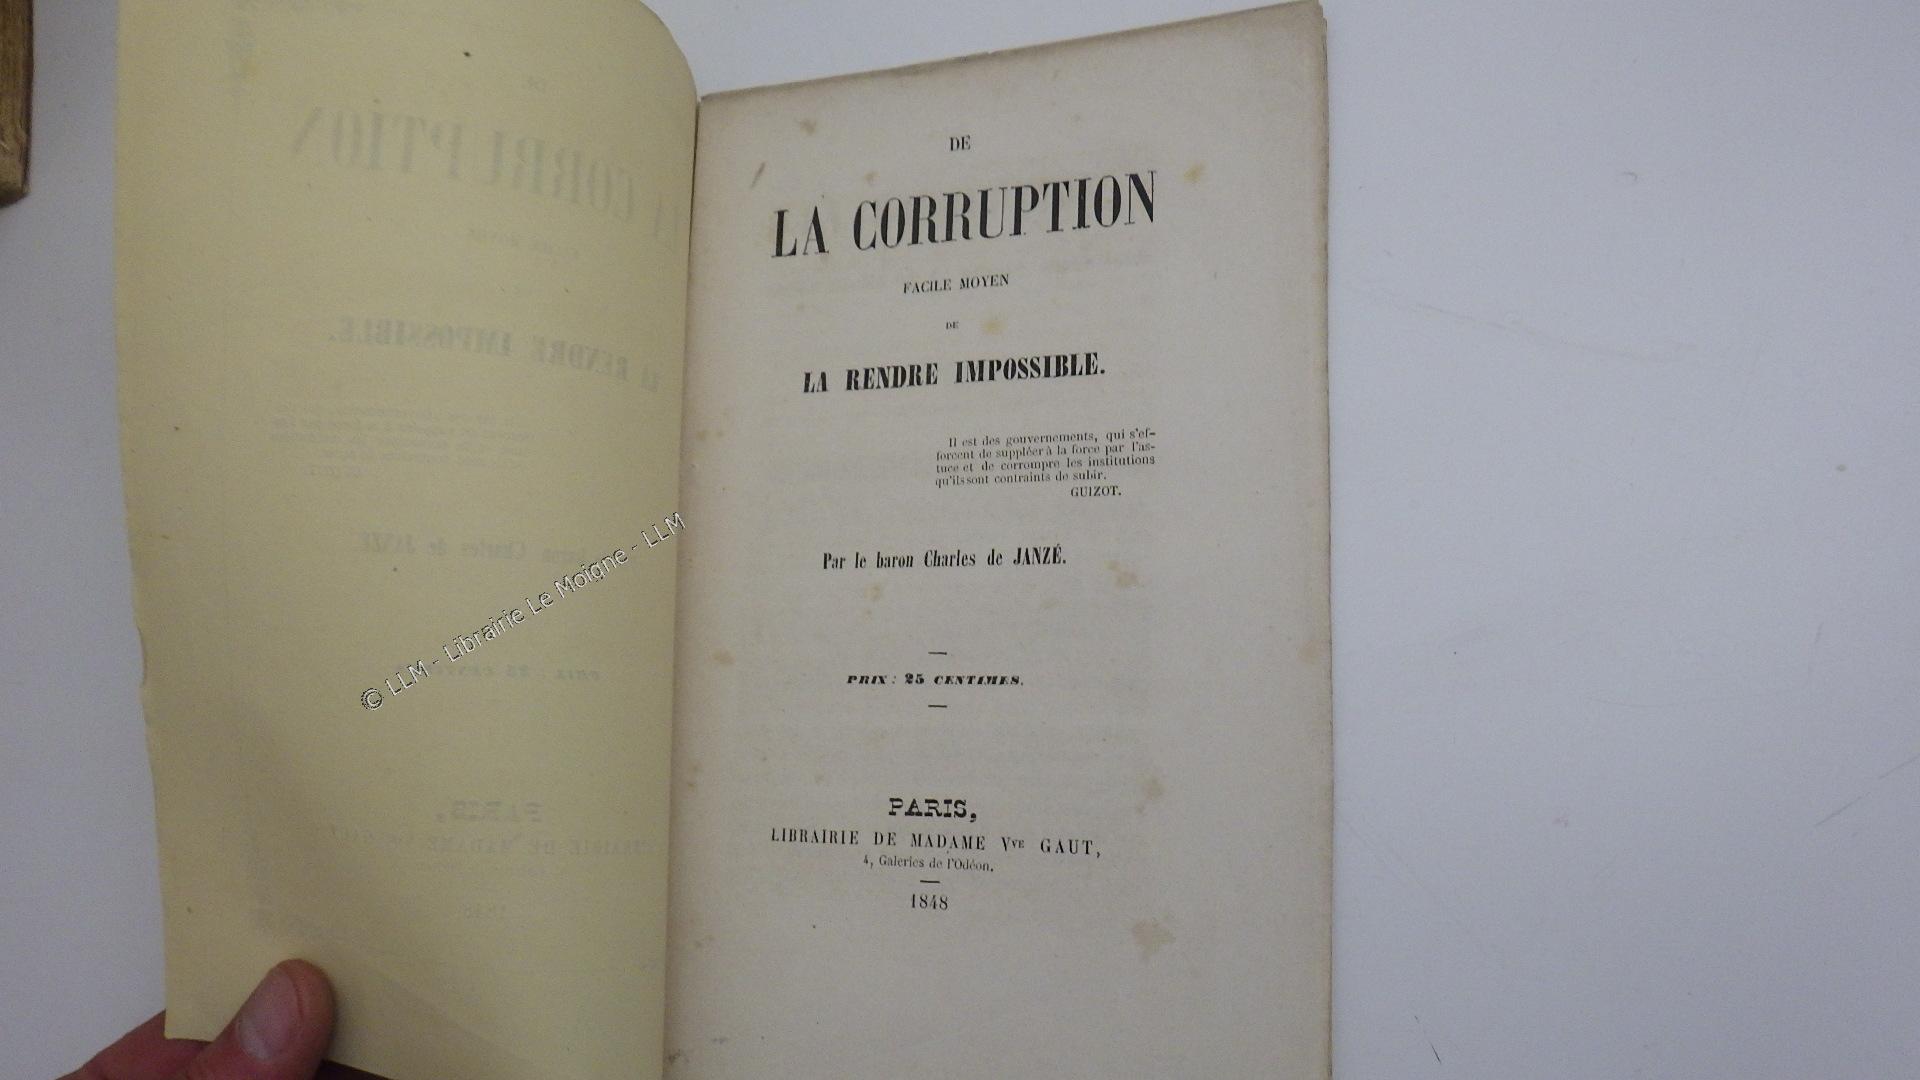 DE
LA CORRUPTION
FACILE MOYEN
DE
LA RENDRE IMPOSSIBLE.
Il est des gouvernements, qui s'ef-
forcent de suppléer à la force par l'as-
tuce et de corrompre les institutions
qu'ils sont contraints de subir.
GUIZOT.
Par le baron Charles de JANZÉ.
PRIX : 25 CENTIMES.
PARIS,
LIBRAIRIE DE MADAME Vve GAUT,
4, Galeries de l'Odéon.
1848
© LLM - Librairie Le Moigne - LLM